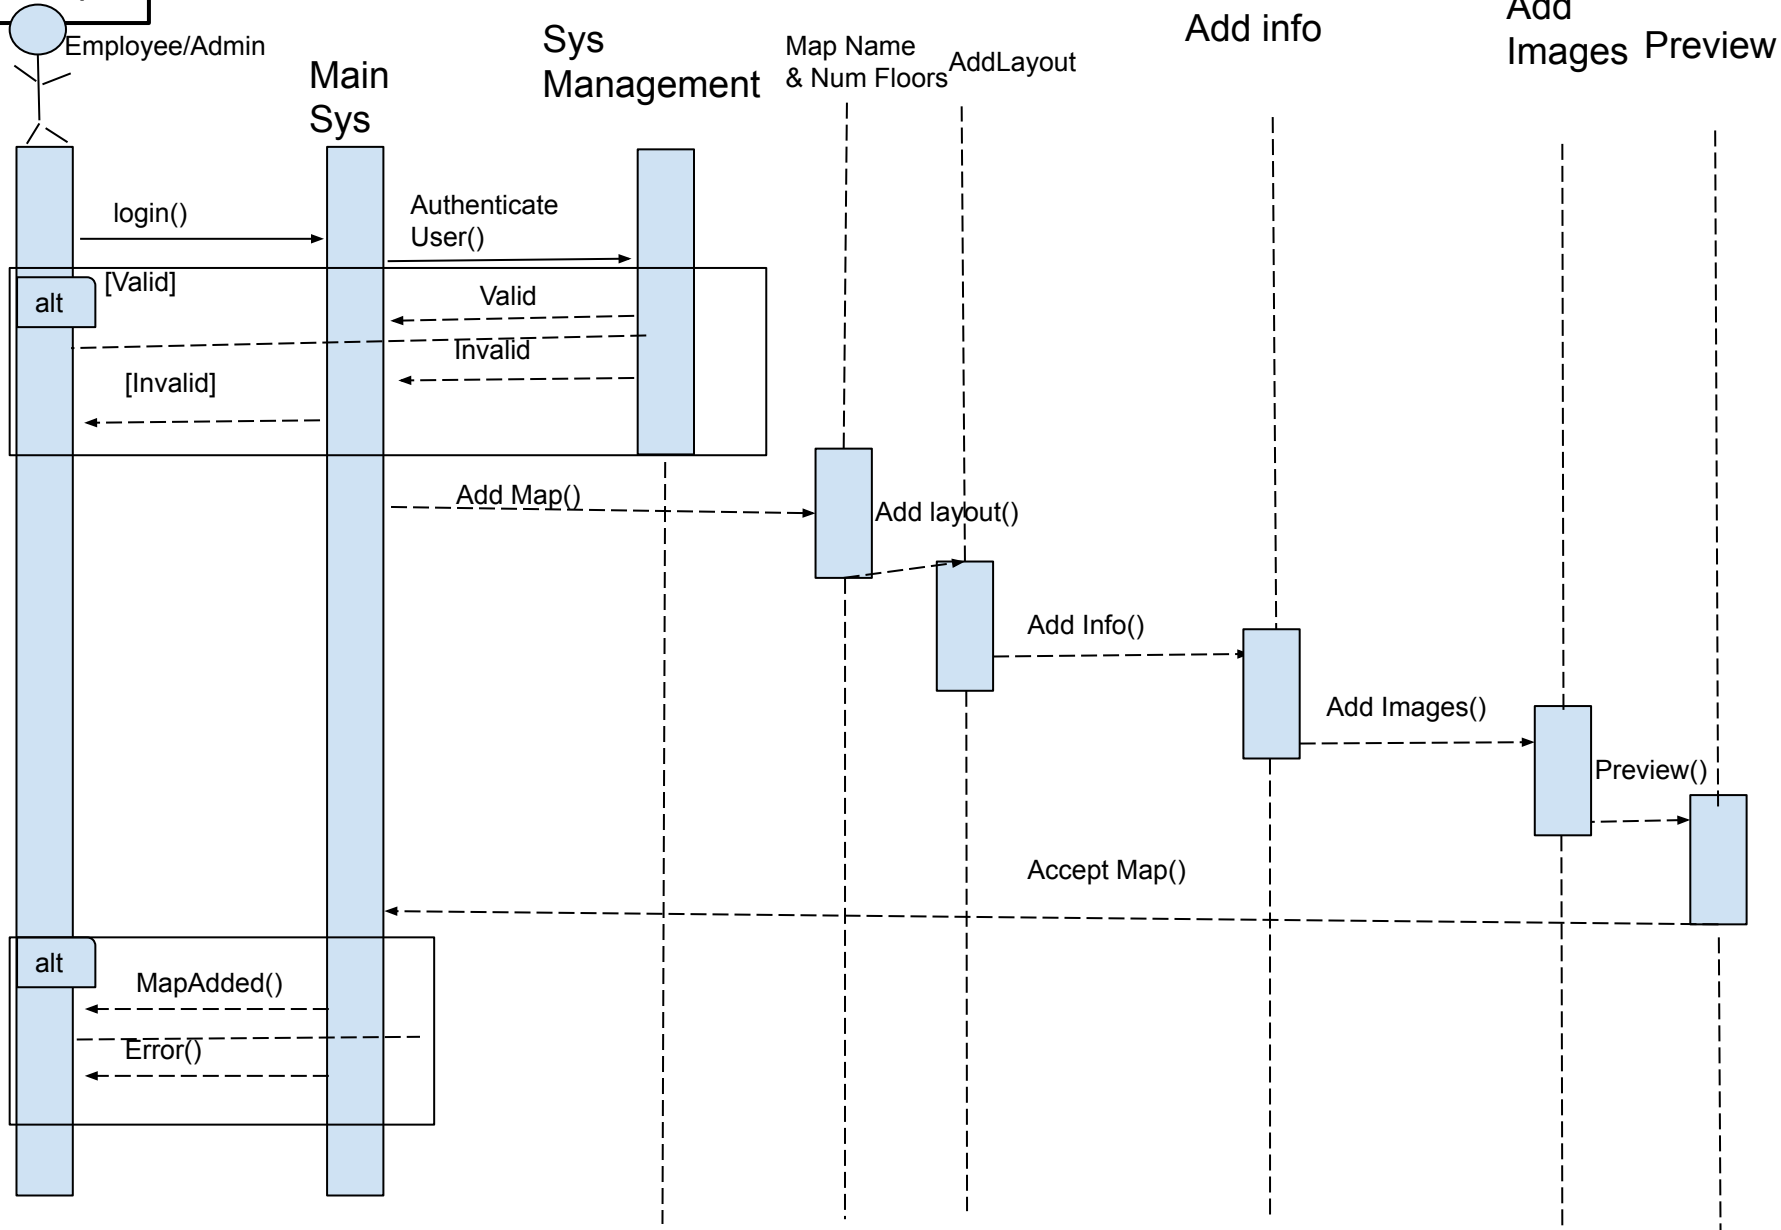 Employee/Admin
Main
Sys
Sys
Management
Map Name
& Num Floors
AddLayout
Add info
Add
Images
Preview
login()
Authenticate
User()
alt
[Valid]
Valid
Invalid
[Invalid]
Add Map()
Add layout()
Add Info()
Add Images()
Preview()
Accept Map()
alt
MapAdded()
Error()